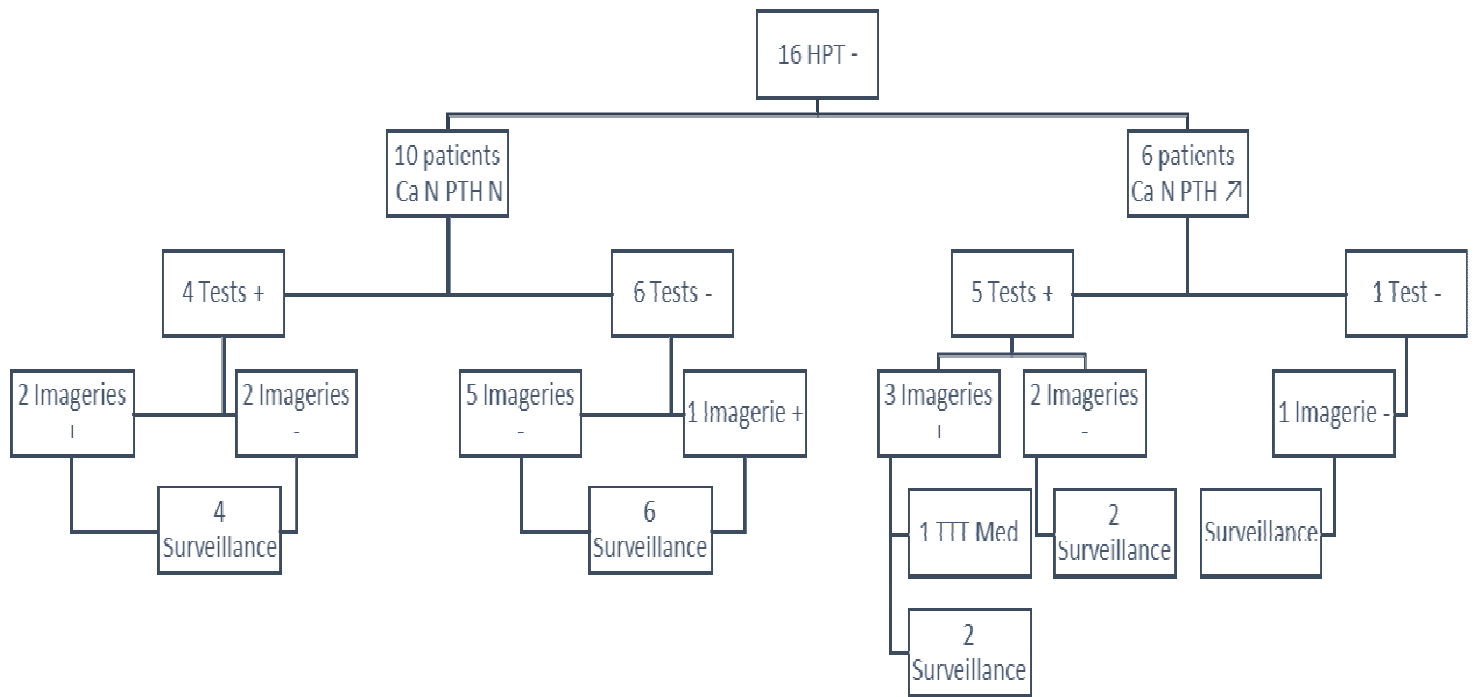 16 HPT -
10 patients
Ca N PTH N
6 patients
Ca N PTH ↗
4 Tests +
6 Tests -
5 Tests +
1 Test -
2 Imageries
+
2 Imageries
-
5 Imageries
-
1 Imagerie +
3 Imageries
+
2 Imageries
-
1 Imagerie -
4
Surveillance
6
Surveillance
1 TTT Med
2
Surveillance
Surveillance
2
Surveillance